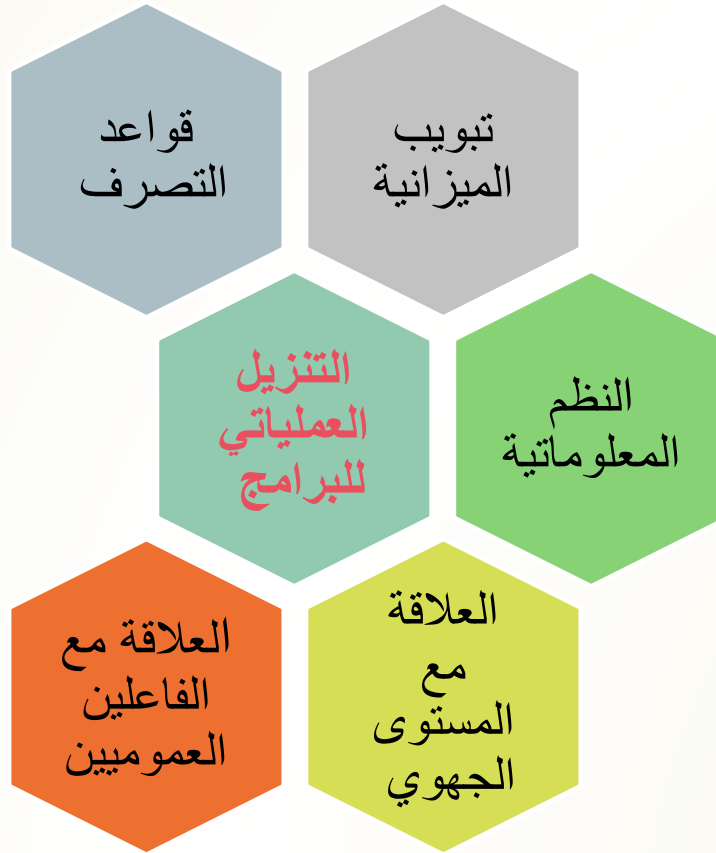 تبويب
الميزانية
قواعد
التصرف
النظم
المعلوماتية
التنزيل
العملياتي
للبرامج
العلاقة
مع
المستوى
الجهوي
العلاقة مع
الفاعلين
العموميين